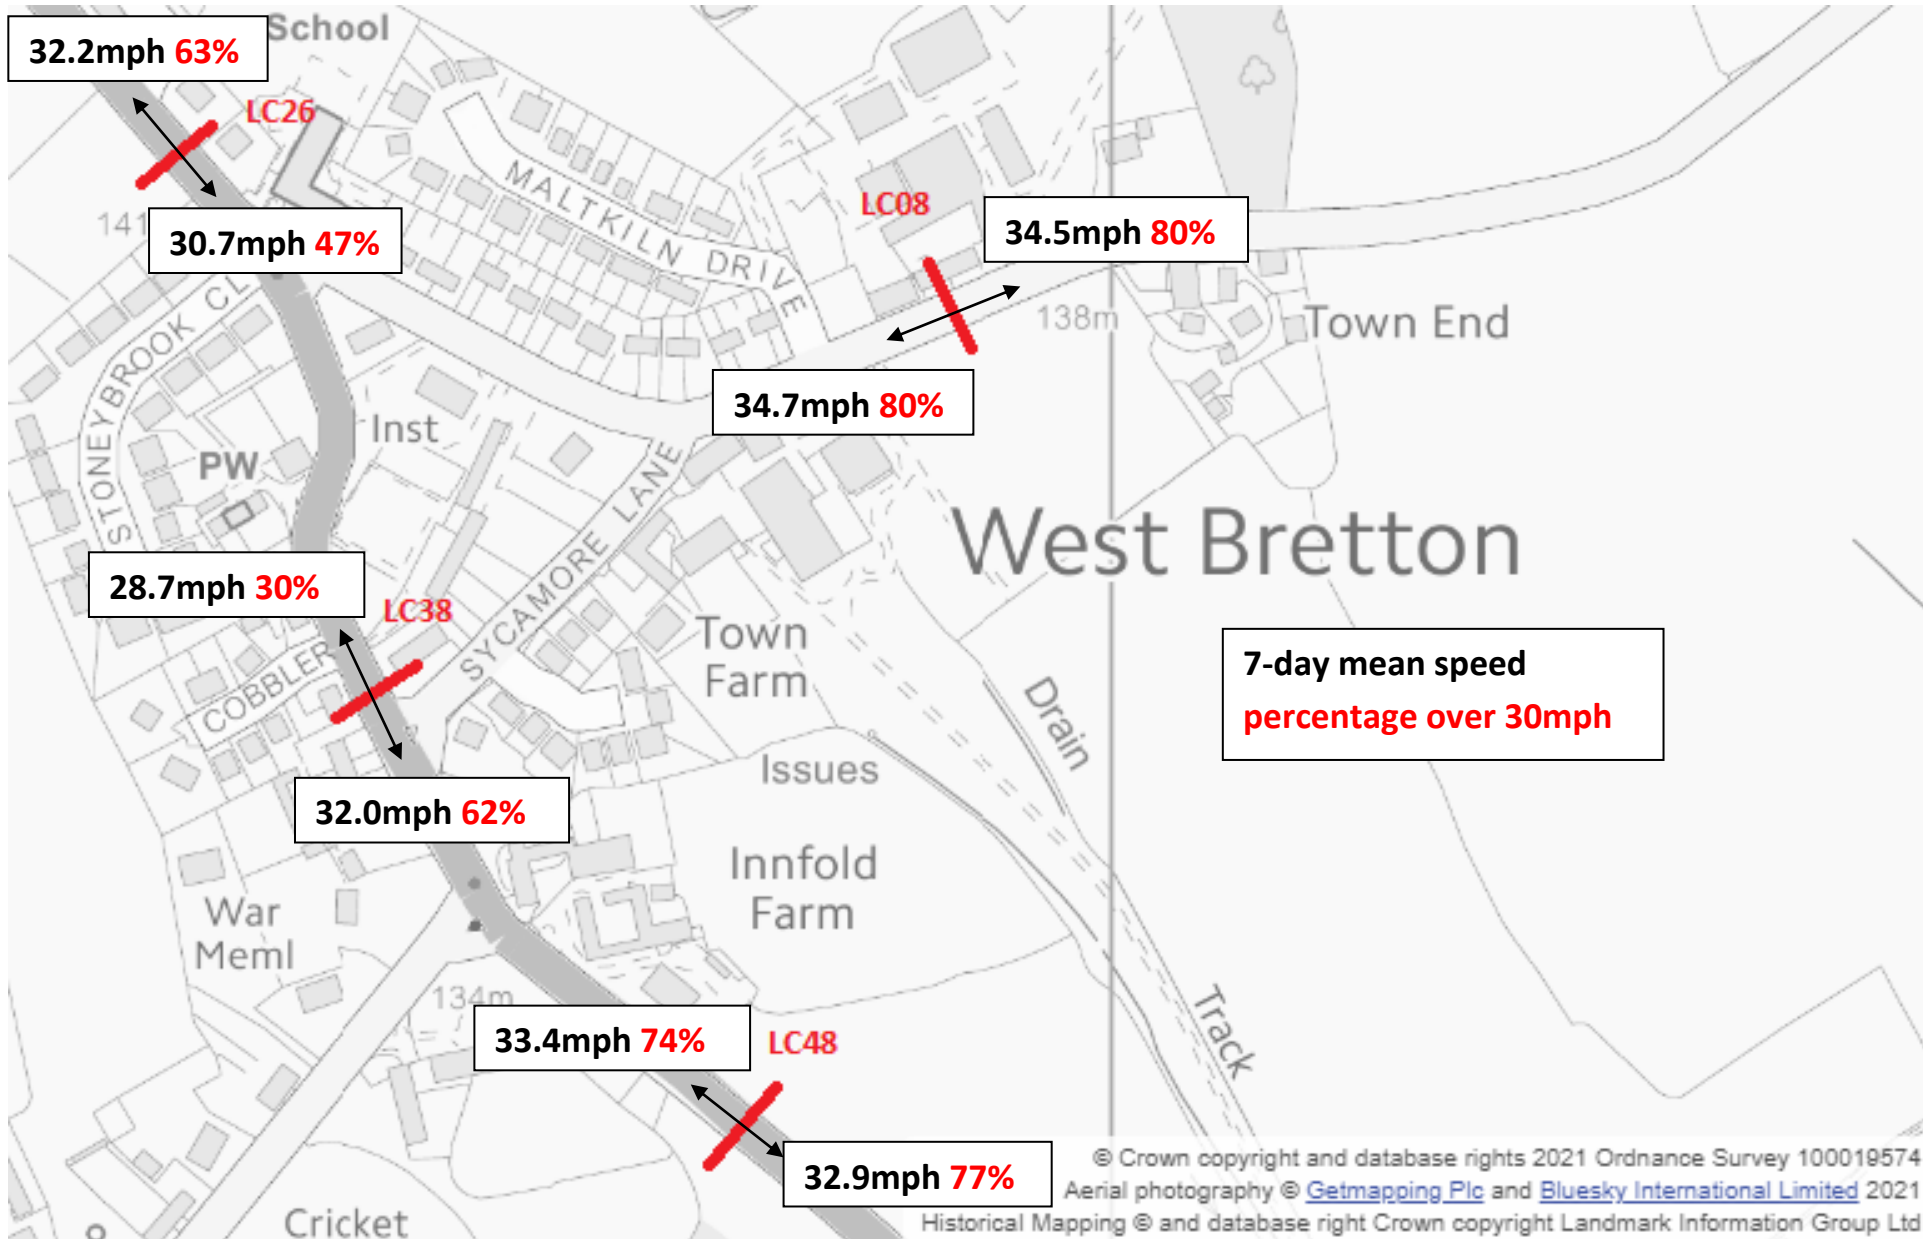 School
32.2mph 63%
LC26
141
30.7mph 47%
MALTKILN DRIVE
LC08
34.5mph 80%
138m
Town End
34.7mph 80%
STONEYBROOK CL
Inst
PW
West Bretton
28.7mph 30%
LC38
SYCAMORE LANE
COBBLER
Town
Farm
7-day mean speed
percentage over 30mph
Drain
Issues
32.0mph 62%
Innfold
Farm
War
Meml
134m
33.4mph 74%
LC48
Track
32.9mph 77%
Cricket
© Crown copyright and database rights 2021 Ordnance Survey 100019574
Aerial photography © Getmapping Plc and Bluesky International Limited 2021
Historical Mapping © and database right Crown copyright Landmark Information Group Ltd